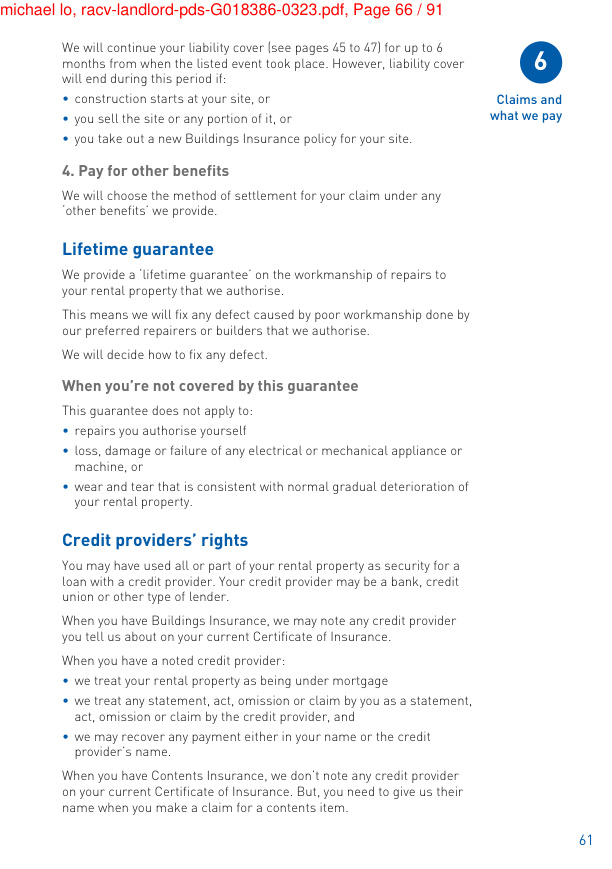 michael lo, racv-landlord-pds-G018386-0323.pdf, Page 66 / 91
We will continue your liability cover (see pages 45 to 47) for up to 6
months from when the listed event took place. However, liability cover
will end during this period if:
• construction starts at your site, or
• you sell the site or any portion of it, or
• you take out a new Buildings Insurance policy for your site.
6
Claims and
what we pay
4. Pay for other benefits
We will choose the method of settlement for your claim under any
‘other benefits’ we provide.
Lifetime guarantee
We provide a ‘lifetime guarantee’ on the workmanship of repairs to
your rental property that we authorise.
This means we will fix any defect caused by poor workmanship done by
our preferred repairers or builders that we authorise.
We will decide how to fix any defect.
When you’re not covered by this guarantee
This guarantee does not apply to:
• repairs you authorise yourself
• loss, damage or failure of any electrical or mechanical appliance or
machine, or
• wear and tear that is consistent with normal gradual deterioration of
your rental property.
Credit providers’ rights
You may have used all or part of your rental property as security for a
loan with a credit provider. Your credit provider may be a bank, credit
union or other type of lender.
When you have Buildings Insurance, we may note any credit provider
you tell us about on your current Certificate of Insurance.
When you have a noted credit provider:
• we treat your rental property as being under mortgage
• we treat any statement, act, omission or claim by you as a statement,
act, omission or claim by the credit provider, and
• we may recover any payment either in your name or the credit
provider’s name.
When you have Contents Insurance, we don’t note any credit provider
on your current Certificate of Insurance. But, you need to give us their
name when you make a claim for a contents item.
61